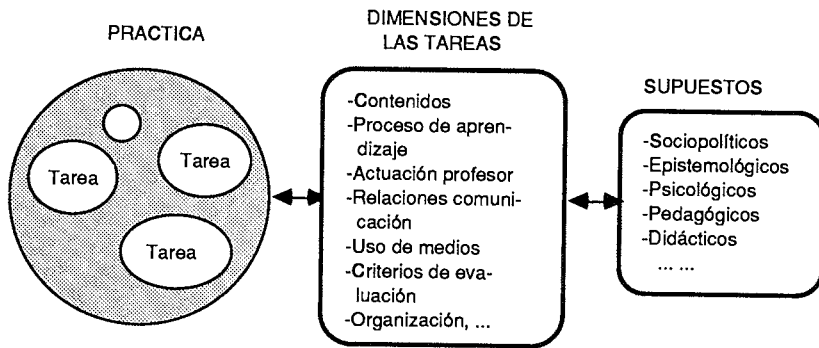 PRACTICA
Tarea
Tarea
Tarea
DIMENSIONES DE
LAS TAREAS
-Contenidos
-Proceso de apren-
dizaje
-Actuación profesor
-Relaciones comuni-
cación
-Uso de medios
-Criterios de eva-
luación
-Organización, ...
SUPUESTOS
-Sociopolíticos
-Epistemológicos
-Psicológicos
-Pedagógicos
-Didácticos
... ...